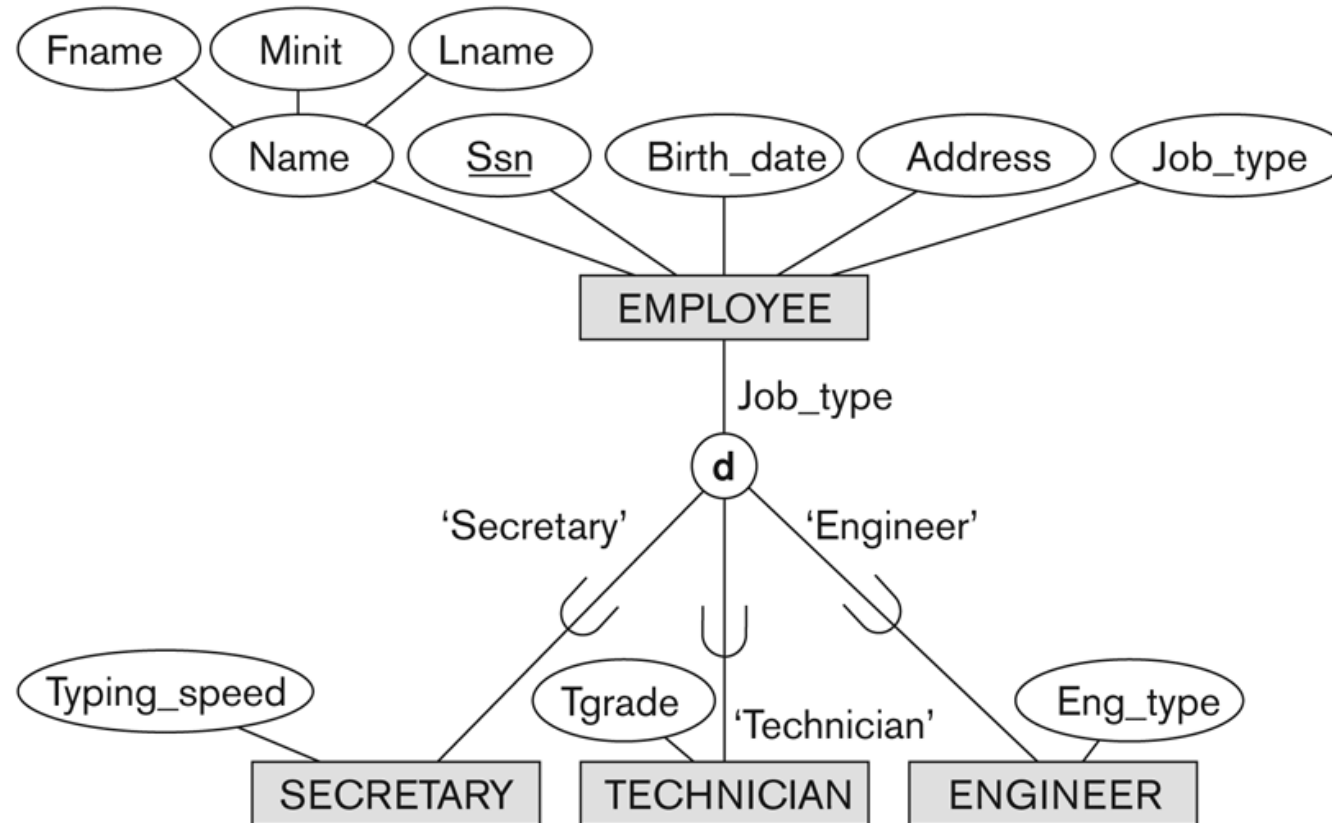 Fname Minit Lname
Name Ssn Birth_date Address Job_type
EMPLOYEE
Job_type
d
‘Secretary’ ‘Engineer’
Typing_speed Tgrade Eng_type
‘Technician’
SECRETARY TECHNICIAN ENGINEER